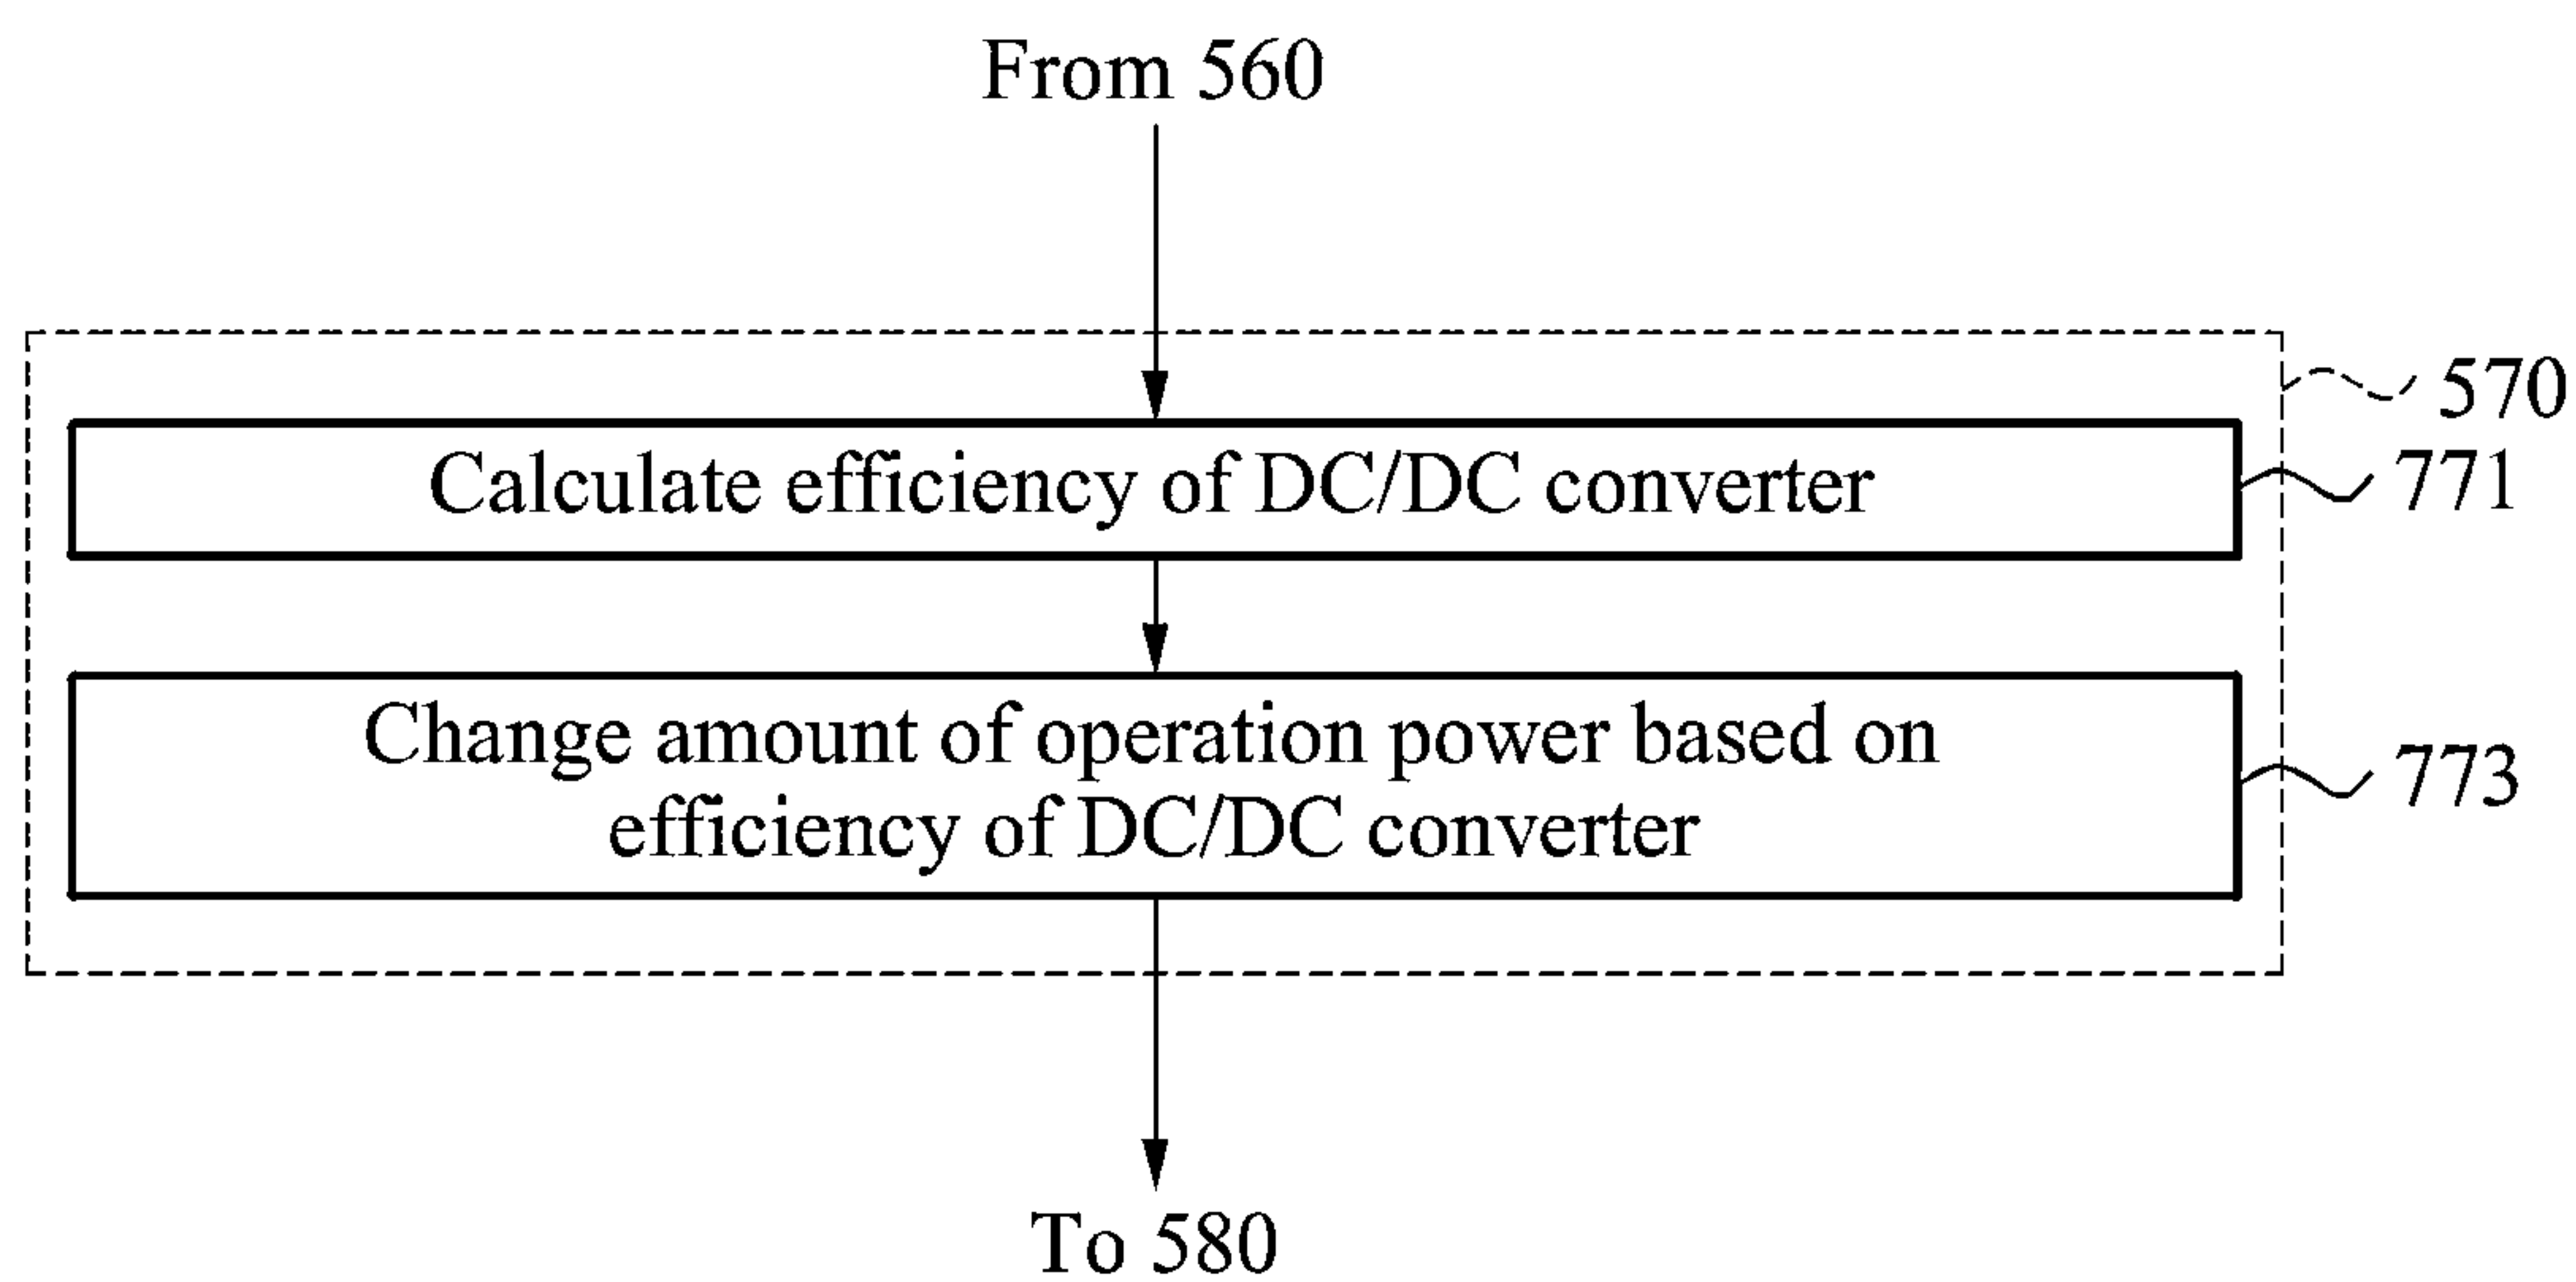 From 560
570
Calculate efficiency of DC/DC converter
771
Change amount of operation power based on
efficiency of DC/DC converter
773
To 580